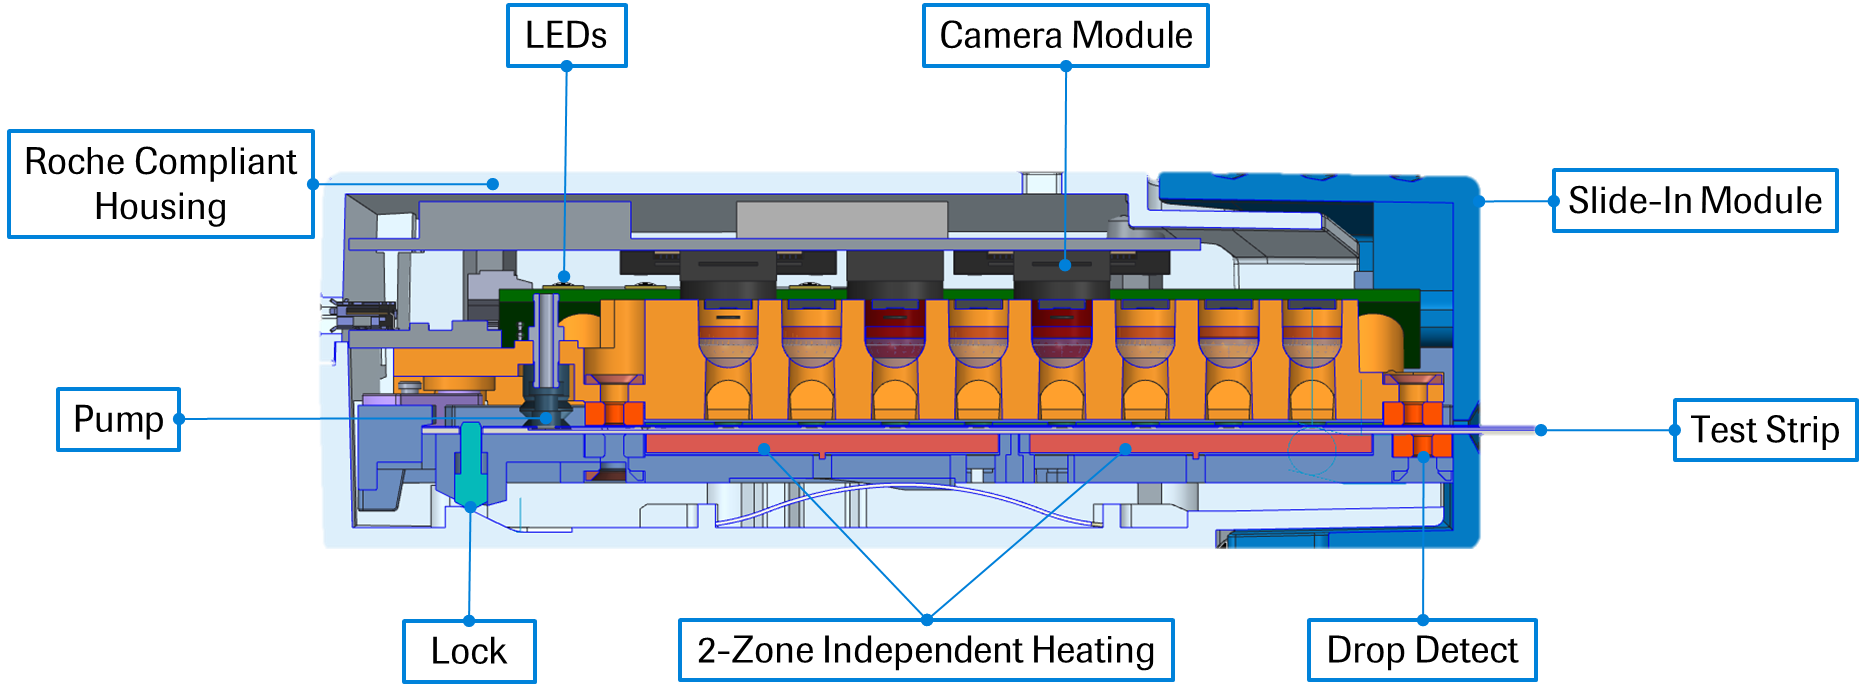 LEDs
Camera Module
Roche Compliant
Housing
Slide-In Module
Pump
Test Strip
Lock
2-Zone Independent Heating
Drop Detect